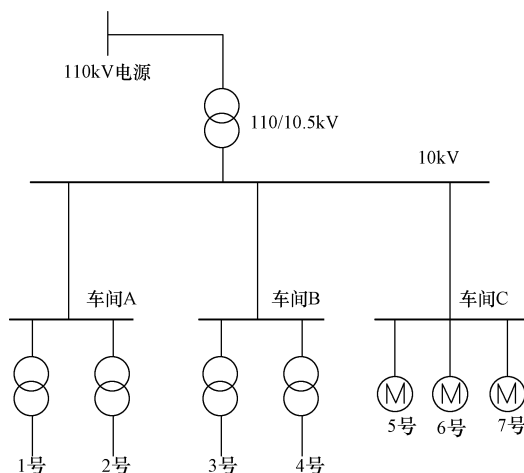 110kV电源
110/10.5kV
10kV
车间A 车间B 车间C
M M M
5号 6号 7号
1号 2号 3号 4号